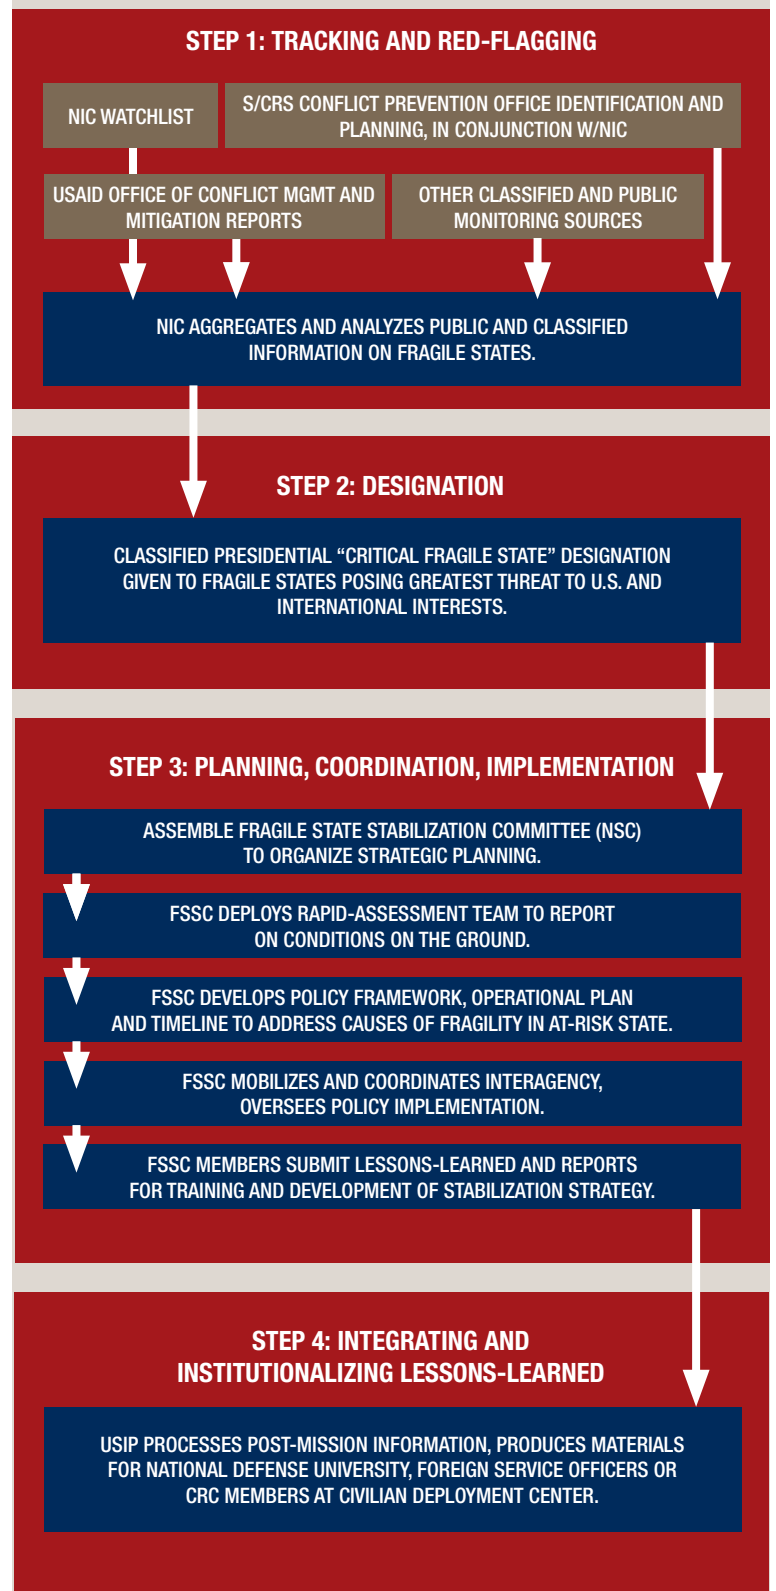 STEP 1: TRACKING AND RED-FLAGGING
NIC WATCHLIST
S/CRS CONFLICT PREVENTION OFFICE IDENTIFICATION AND
PLANNING, IN CONJUNCTION W/NIC
USAID OFFICE OF CONFLICT MGMT AND
MITIGATION REPORTS
OTHER CLASSIFIED AND PUBLIC
MONITORING SOURCES
NIC AGGREGATES AND ANALYZES PUBLIC AND CLASSIFIED
INFORMATION ON FRAGILE STATES.
STEP 2: DESIGNATION
CLASSIFIED PRESIDENTIAL “CRITICAL FRAGILE STATE” DESIGNATION
GIVEN TO FRAGILE STATES POSING GREATEST THREAT TO U.S. AND
INTERNATIONAL INTERESTS.
STEP 3: PLANNING, COORDINATION, IMPLEMENTATION
ASSEMBLE FRAGILE STATE STABILIZATION COMMITTEE (NSC)
TO ORGANIZE STRATEGIC PLANNING.
FSSC DEPLOYS RAPID-ASSESSMENT TEAM TO REPORT
ON CONDITIONS ON THE GROUND.
FSSC DEVELOPS POLICY FRAMEWORK, OPERATIONAL PLAN
AND TIMELINE TO ADDRESS CAUSES OF FRAGILITY IN AT-RISK STATE.
FSSC MOBILIZES AND COORDINATES INTERAGENCY,
OVERSEES POLICY IMPLEMENTATION.
FSSC MEMBERS SUBMIT LESSONS-LEARNED AND REPORTS
FOR TRAINING AND DEVELOPMENT OF STABILIZATION STRATEGY.
STEP 4: INTEGRATING AND
INSTITUTIONALIZING LESSONS-LEARNED
USIP PROCESSES POST-MISSION INFORMATION, PRODUCES MATERIALS
FOR NATIONAL DEFENSE UNIVERSITY, FOREIGN SERVICE OFFICERS OR
CRC MEMBERS AT CIVILIAN DEPLOYMENT CENTER.